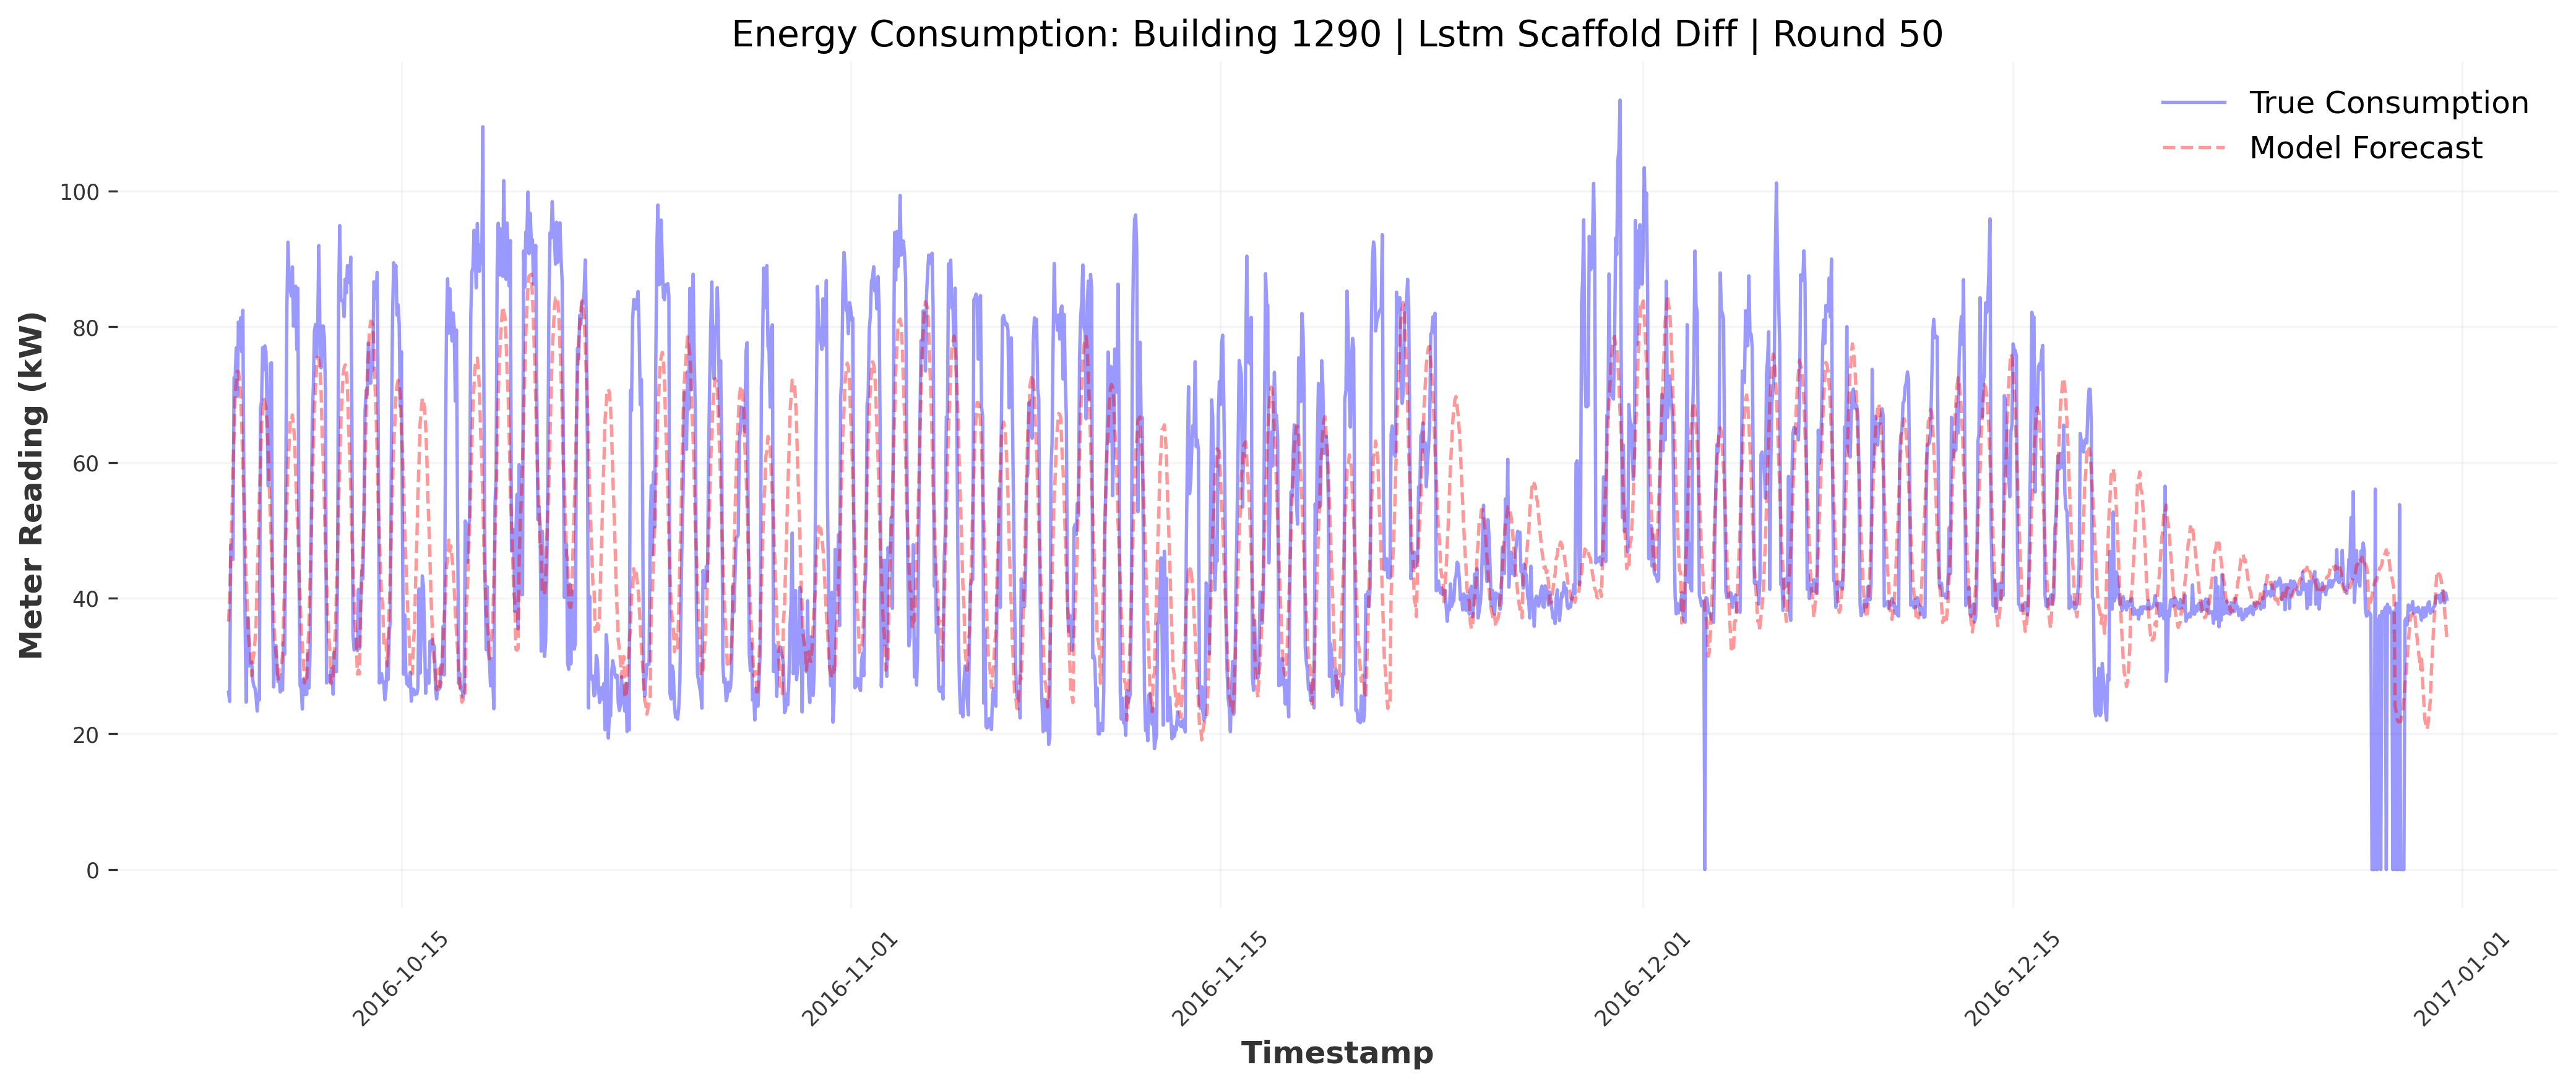 Energy Consumption: Building 1290 | Lstm Scaffold Diff | Round 50
True Consumption
Model Forecast
Meter Reading (kW)
100
80
60
40
20
0
2016-10-15
2016-11-01
2016-11-15
2016-12-01
2016-12-15
2017-01-01
Timestamp